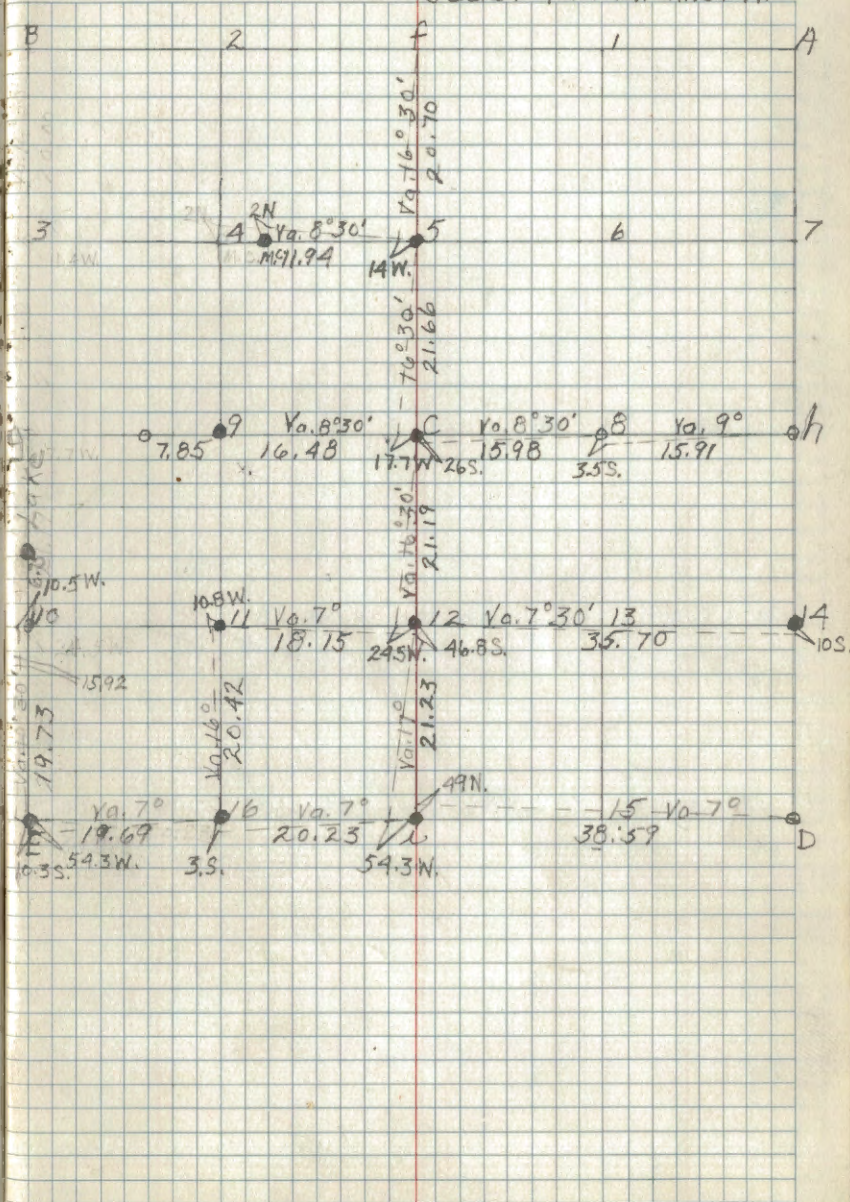 B 2 f 1 A
Va. 16° 30'
20.70
2N
3 4 Va. 8°30' 5 6 7
M.C. 11.94 14W.
16°30'
21.66
9 Va. 8°30' C Va. 8°30' 8 Va. 9° h
7.85 16.48 17.7W 26S. 15.98 3.5S. 15.91
Lake
Va. 16°30'
21.19
10.5W. 10.8W.
10 11 Va. 7° 12 Va. 7°30' 13 14
18.15 24.5W. 46.8S. 35.70 10S.
15.92
19.73
Va. 16°
20.42
Va. 17°
21.23
49N.
Va. 7° 16 Va. 7° i 15 Va 7° D
19.69 20.23 38.59
10.3S. 54.3W. 3.S. 54.3W.